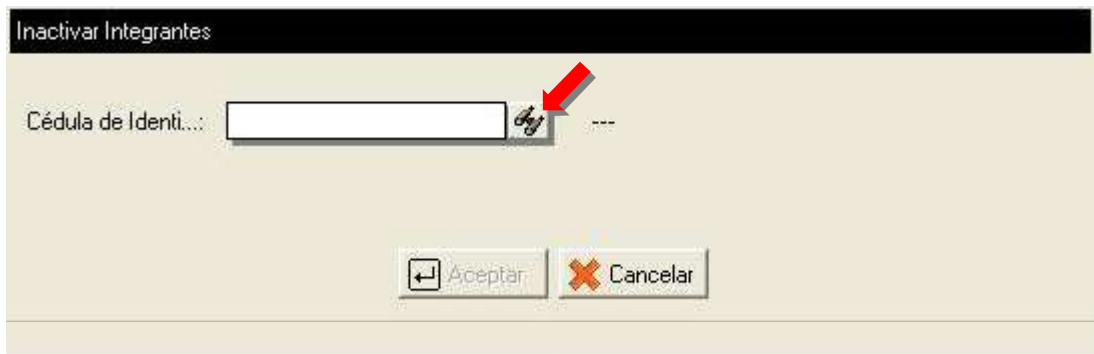 Inactivar Integrantes
Cédula de Identi...: ---
Aceptar Cancelar